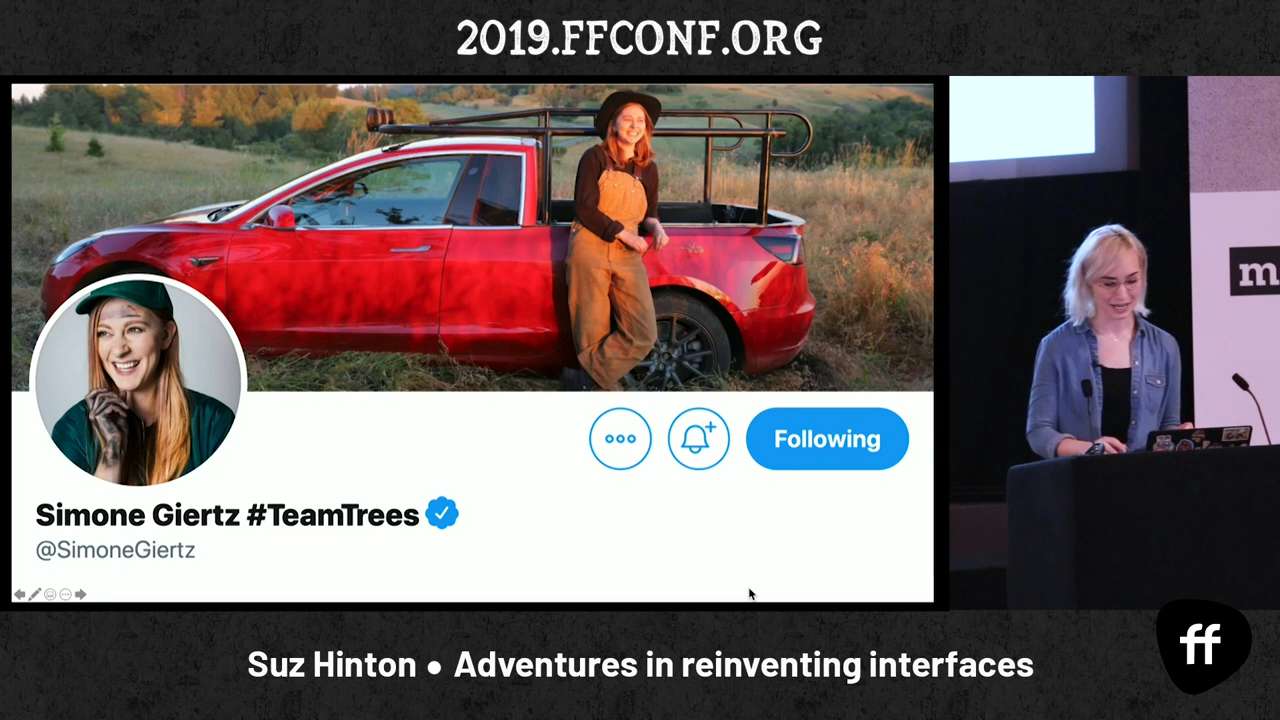 2019.FFCONF.ORG
Following
Simone Giertz #TeamTrees
@SimoneGiertz
m
Suz Hinton • Adventures in reinventing interfaces
ff